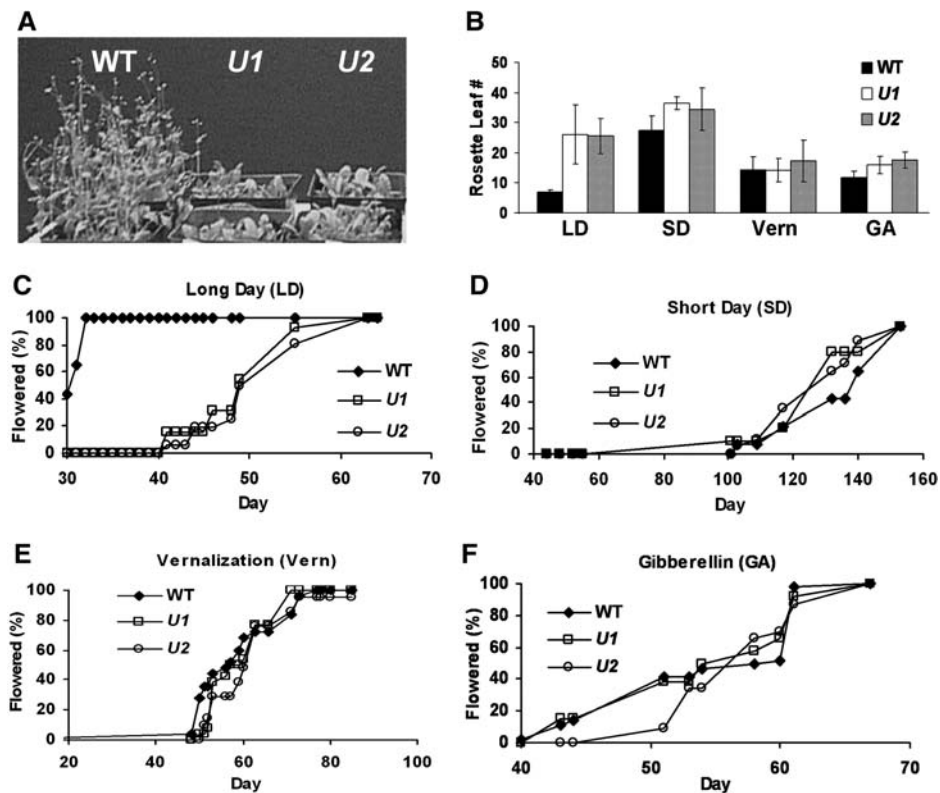 A
WT U1 U2
B
Rosette Leaf #
50
40
30
20
10
0
WT
U1
U2
LD SD Vern GA
C
Long Day (LD)
Flowered (%)
100
80
60
40
20
0
WT
U1
U2
30 40 50 60 70
Day
D
Short Day (SD)
Flowered (%)
100
80
60
40
20
0
WT
U1
U2
40 60 80 100 120 140 160
Day
E
Vernalization (Vern)
Flowered (%)
100
80
60
40
20
0
WT
U1
U2
20 40 60 80 100
Day
F
Gibberellin (GA)
Flowered (%)
100
80
60
40
20
0
WT
U1
U2
40 50 60 70
Day